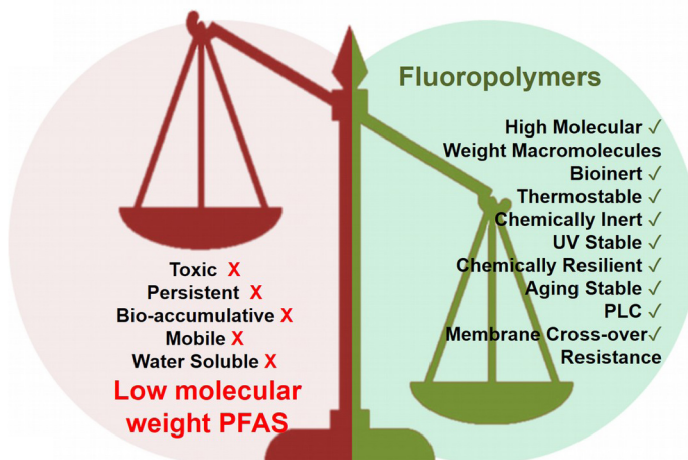 Fluoropolymers
High Molecular ✓
Weight Macromolecules
Bioinert ✓
Thermostable ✓
Chemically Inert ✓
UV Stable ✓
Chemically Resilient ✓
Aging Stable ✓
PLC ✓
Membrane Cross-over✓
Resistance
Toxic X
Persistent X
Bio-accumulative X
Mobile X
Water Soluble X
Low molecular
weight PFAS